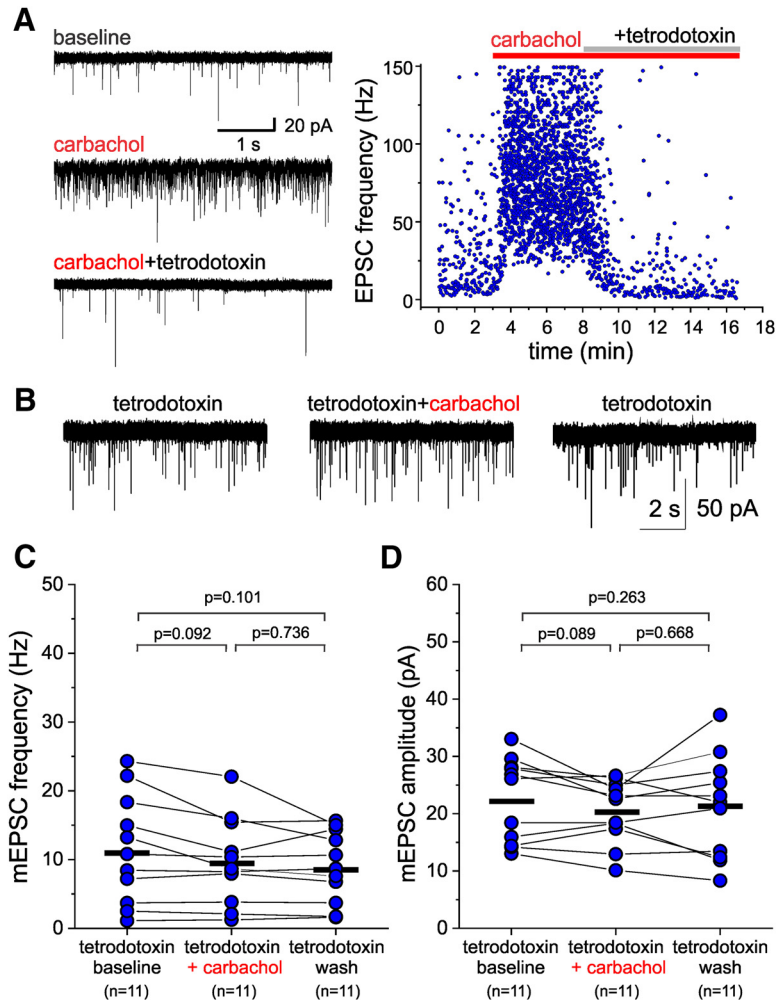 A
baseline
20 pA
1 s
carbachol
carbachol+tetrodotoxin
carbachol +tetrodotoxin
EPSC frequency (Hz)
150
100
50
0
0 2 4 6 8 10 12 14 16 18
time (min)
B
tetrodotoxin
tetrodotoxin+carbachol
tetrodotoxin
2 s 50 pA
C
mEPSC frequency (Hz)
50
40
30
20
10
0
p=0.101
p=0.092 p=0.736
tetrodotoxin tetrodotoxin tetrodotoxin
baseline + carbachol wash
(n=11) (n=11) (n=11)
D
mEPSC amplitude (pA)
60
50
40
30
20
10
0
p=0.263
p=0.089 p=0.668
tetrodotoxin tetrodotoxin tetrodotoxin
baseline + carbachol wash
(n=11) (n=11) (n=11)